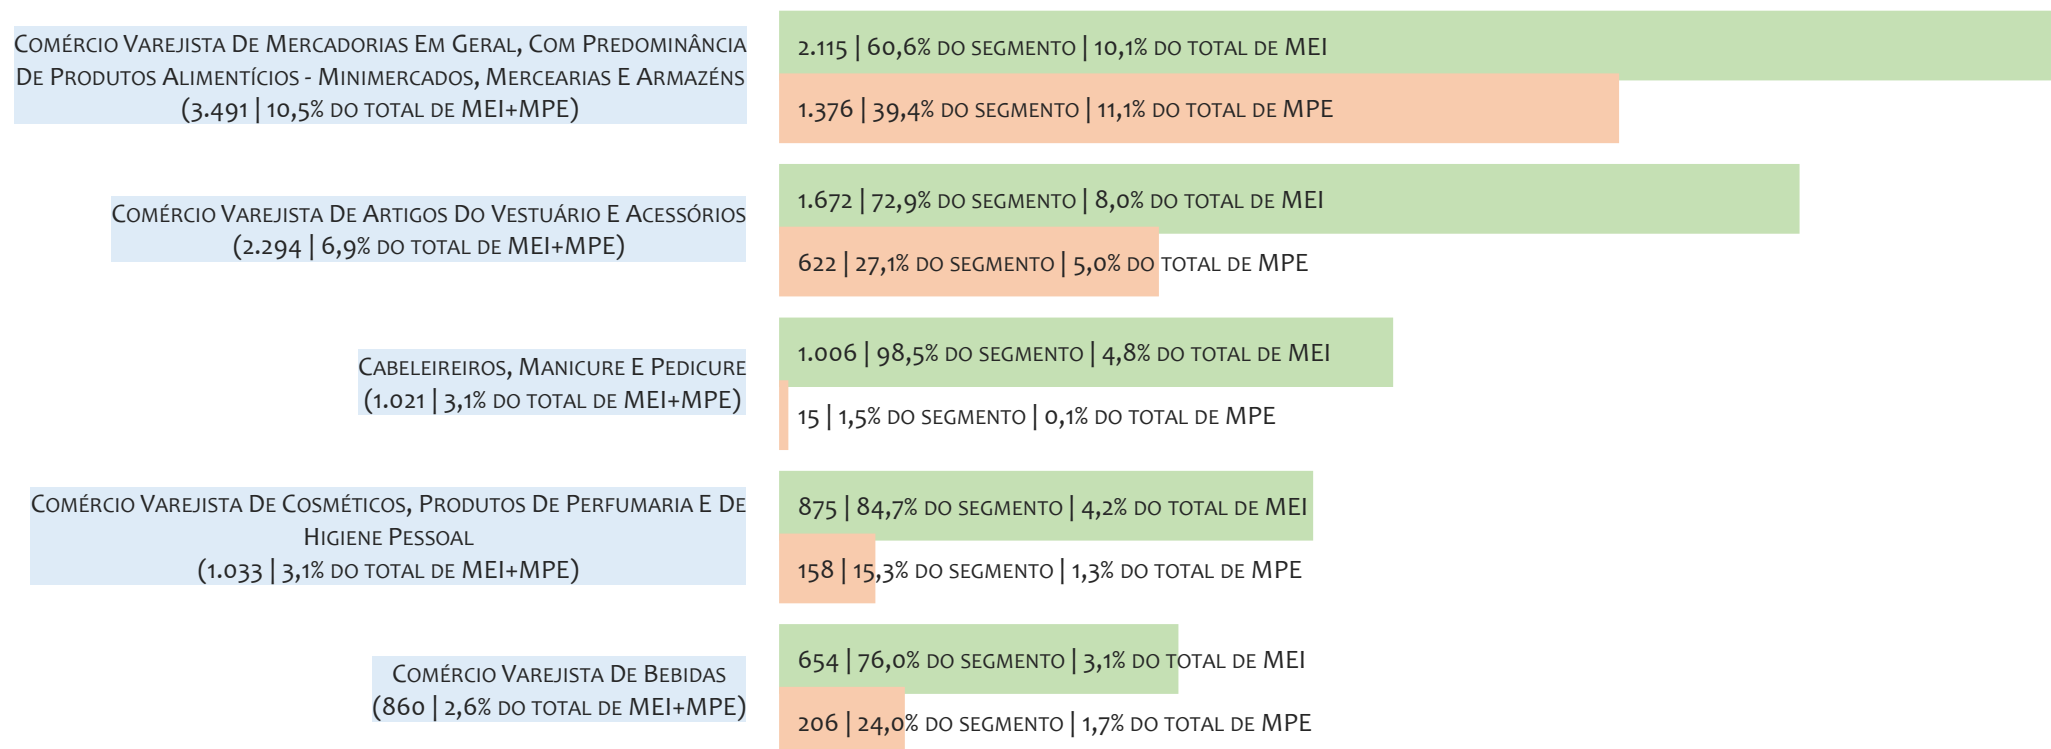 Comércio Varejista De Mercadorias Em Geral, Com Predominância
De Produtos Alimentícios - Minimercados, Mercearias E Armazéns
(3.491 | 10,5% do total de MEI+MPE)
2.115 | 60,6% do segmento | 10,1% do total de MEI
1.376 | 39,4% do segmento | 11,1% do total de MPE
Comércio Varejista De Artigos Do Vestuário E Acessórios
(2.294 | 6,9% do total de MEI+MPE)
1.672 | 72,9% do segmento | 8,0% do total de MEI
622 | 27,1% do segmento | 5,0% do total de MPE
Cabeleireiros, Manicure E Pedicure
(1.021 | 3,1% do total de MEI+MPE)
1.006 | 98,5% do segmento | 4,8% do total de MEI
15 | 1,5% do segmento | 0,1% do total de MPE
Comércio Varejista De Cosméticos, Produtos De Perfumaria E De
Higiene Pessoal
(1.033 | 3,1% do total de MEI+MPE)
875 | 84,7% do segmento | 4,2% do total de MEI
158 | 15,3% do segmento | 1,3% do total de MPE
Comércio Varejista De Bebidas
(860 | 2,6% do total de MEI+MPE)
654 | 76,0% do segmento | 3,1% do total de MEI
206 | 24,0% do segmento | 1,7% do total de MPE